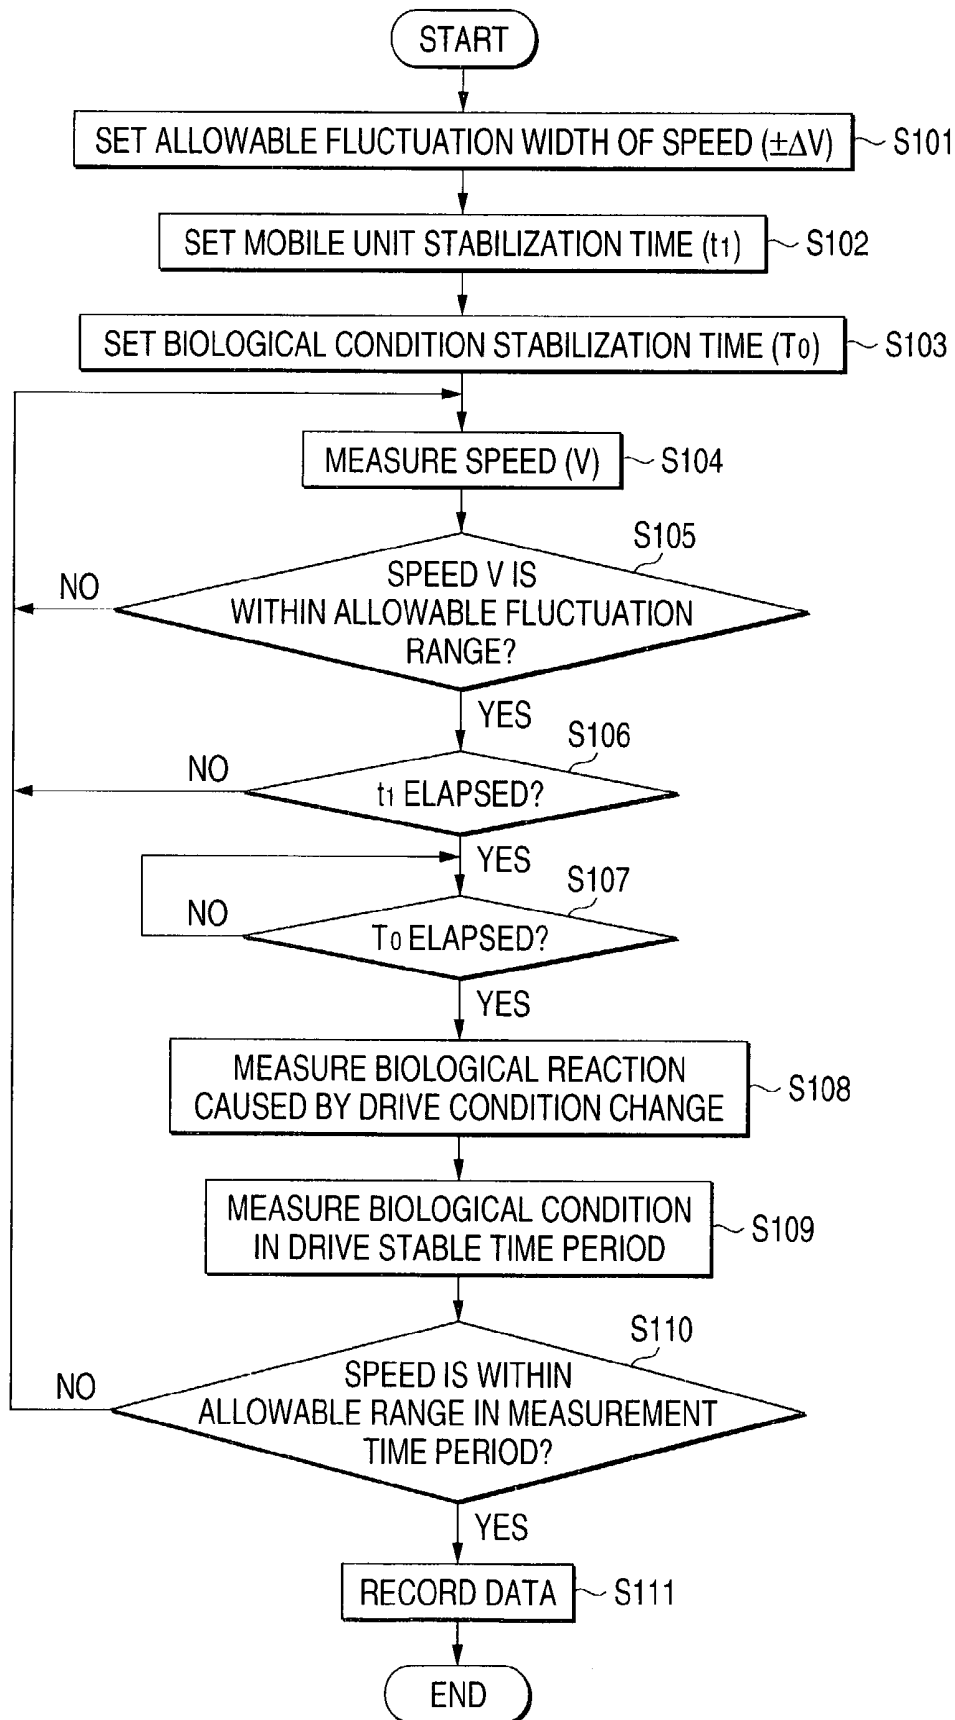 START
SET ALLOWABLE FLUCTUATION WIDTH OF SPEED (±ΔV)
S101
SET MOBILE UNIT STABILIZATION TIME (t1)
S102
SET BIOLOGICAL CONDITION STABILIZATION TIME (T0)
S103
MEASURE SPEED (V)
S104
S105
SPEED V IS
WITHIN ALLOWABLE FLUCTUATION
RANGE?
NO
YES
S106
t1 ELAPSED?
NO
YES
S107
T0 ELAPSED?
NO
YES
MEASURE BIOLOGICAL REACTION
CAUSED BY DRIVE CONDITION CHANGE
S108
MEASURE BIOLOGICAL CONDITION
IN DRIVE STABLE TIME PERIOD
S109
S110
SPEED IS WITHIN
ALLOWABLE RANGE IN MEASUREMENT
TIME PERIOD?
NO
YES
RECORD DATA
S111
END